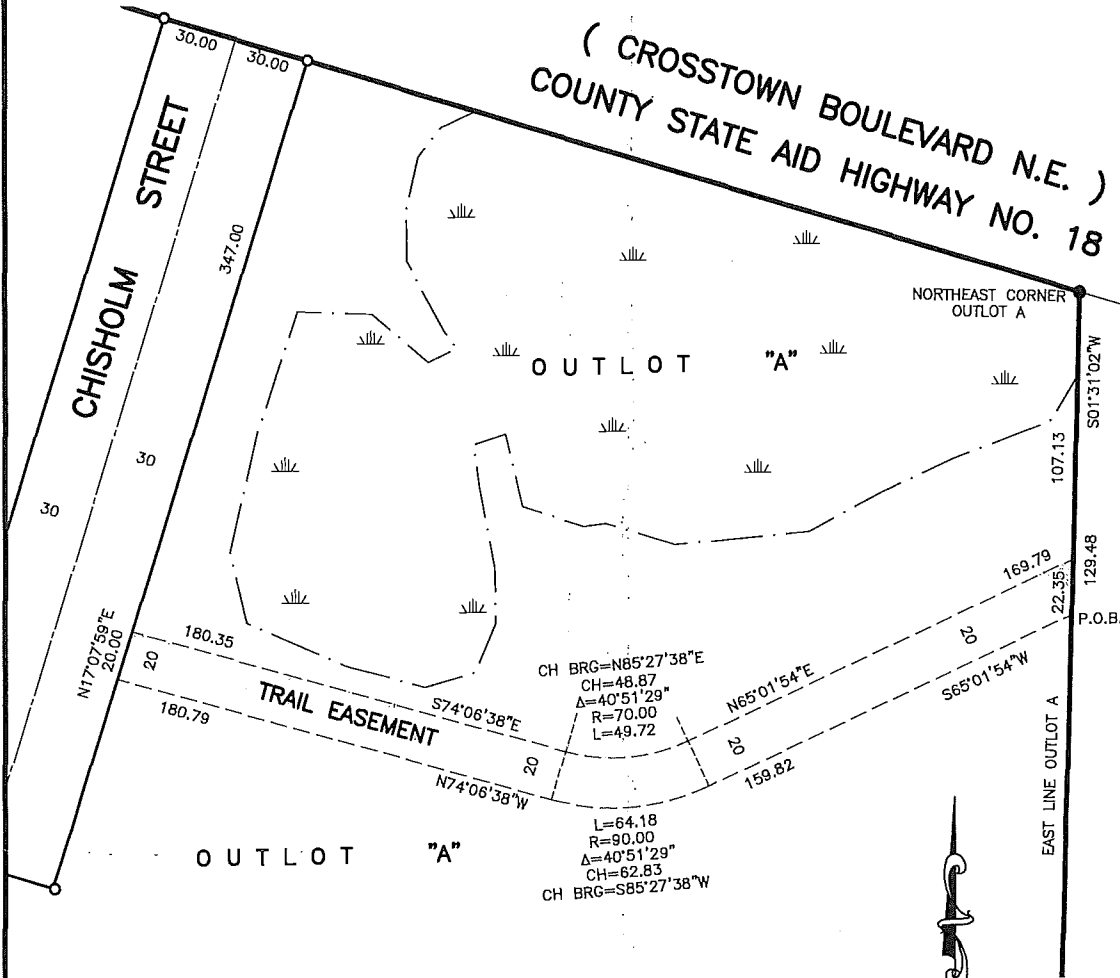 ( CROSSTOWN BOULEVARD N.E. )
COUNTY STATE AID HIGHWAY NO. 18
30.00
30.00
CHISHOLM STREET
347.00
30
30
NORTHEAST CORNER
OUTLOT A
OUTLOT "A"
S01°31'02"W
107.13
129.48
22.35
P.O.B.
169.79
20
N65°01'54"E
S65°01'54"W
159.82
20
CH BRG=N85°27'38"E
CH=48.87
Δ=40°51'29"
R=70.00
L=49.72
N17°07'59"E
20.00
20
180.35
S74°06'38"E
TRAIL EASEMENT
180.79
N74°06'38"W
20
L=64.18
R=90.00
Δ=40°51'29"
CH=62.83
CH BRG=S85°27'38"W
EAST LINE OUTLOT A
OUTLOT "A"